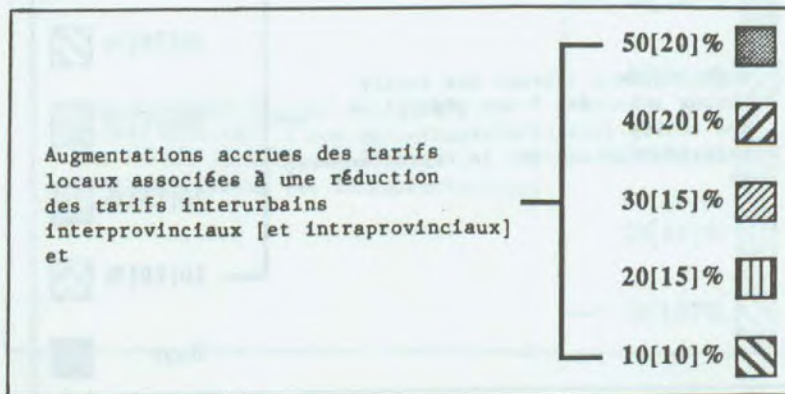 50[20]%
40[20]%
Augmentations accrues des tarifs
locaux associées à une réduction
des tarifs interurbains
interprovinciaux [et intraprovinciaux]
et
30[15]%
20[15]%
10[10]%